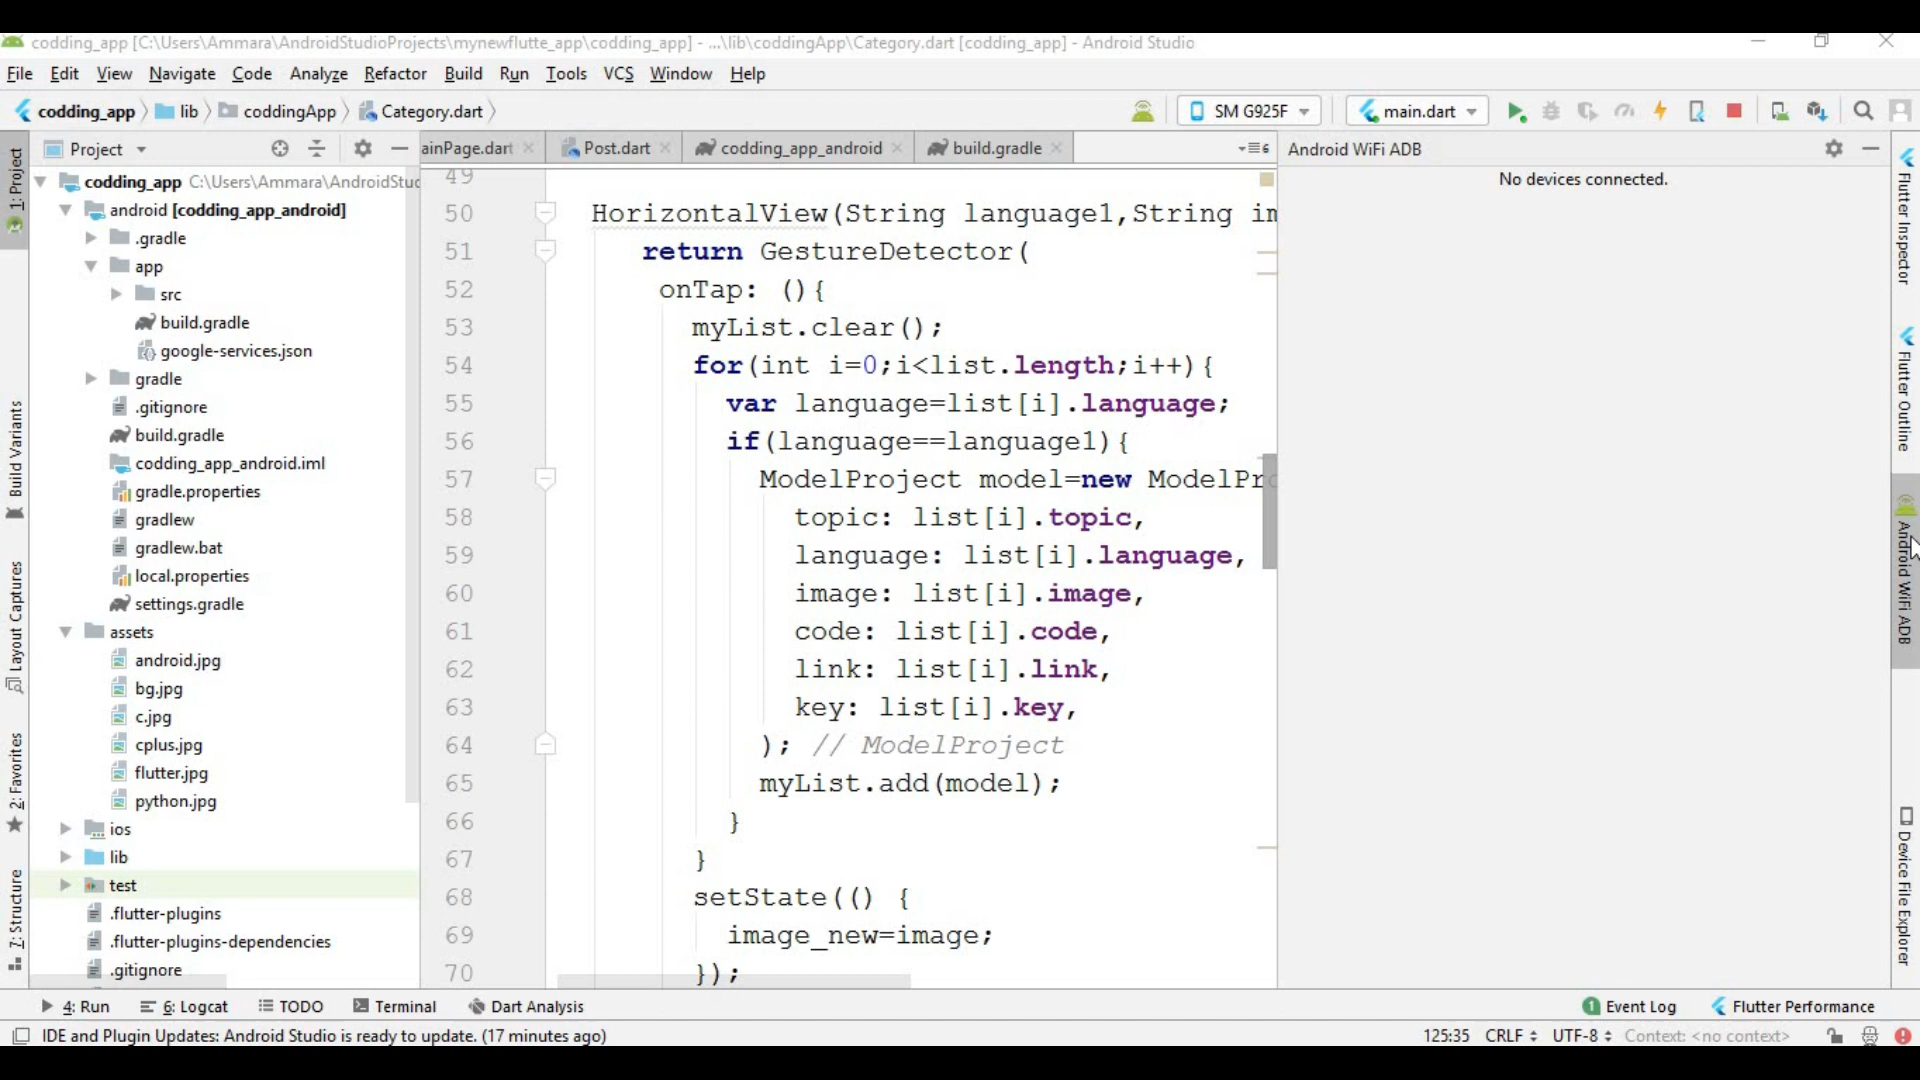 codding_app [C:\Users\Ammara\AndroidStudioProjects\mynewflutte_app\codding_app] - ...\lib\coddingApp\Category.dart [codding_app] - Android Studio
File Edit View Navigate Code Analyze Refactor Build Run Tools VCS Window Help
codding_app lib coddingApp Category.dart SM G925F main.dart
Project
ainPage.dart Post.dart codding_app_android build.gradle 6
Android WiFi ADB
No devices connected.
codding_app C:\Users\Ammara\AndroidStuc
android [codding_app_android]
.gradle
app
src
build.gradle
google-services.json
gradle
.gitignore
build.gradle
codding_app_android.iml
gradle.properties
gradlew
gradlew.bat
local.properties
settings.gradle
assets
android.jpg
bg.jpg
c.jpg
cplus.jpg
flutter.jpg
python.jpg
ios
lib
test
.flutter-plugins
.flutter-plugins-dependencies
.gitignore
49
50 HorizontalView(String language1,String im
51 return GestureDetector(
52 onTap: (){
53 myList.clear();
54 for(int i=0;i<list.length;i++){
55 var language=list[i].language;
56 if(language==language1){
57 ModelProject model=new ModelPro
58 topic: list[i].topic,
59 language: list[i].language,
60 image: list[i].image,
61 code: list[i].code,
62 link: list[i].link,
63 key: list[i].key,
64 ); // ModelProject
65 myList.add(model);
66 }
67 }
68 setState(() {
69 image_new=image;
70 });
1: Project
Build Variants
Layout Captures
2: Favorites
7: Structure
Flutter Inspector
Flutter Outline
Android WiFi ADB
Device File Explorer
4: Run 6: Logcat TODO Terminal Dart Analysis 1 Event Log Flutter Performance
IDE and Plugin Updates: Android Studio is ready to update. (17 minutes ago) 125:35 CRLF UTF-8 Context: <no context>